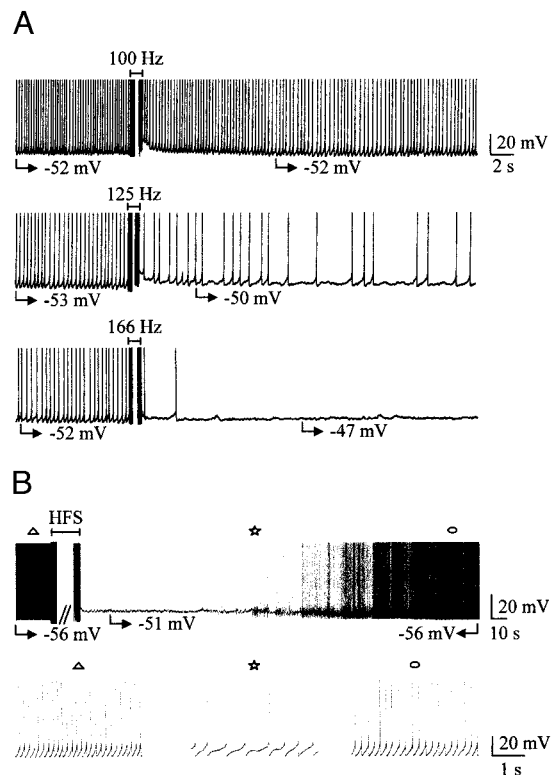 A
100 Hz
-52 mV
-52 mV
20 mV
2 s
125 Hz
-53 mV
-50 mV
166 Hz
-52 mV
-47 mV
B
HFS
-56 mV
-51 mV
-56 mV
20 mV
10 s
20 mV
1 s